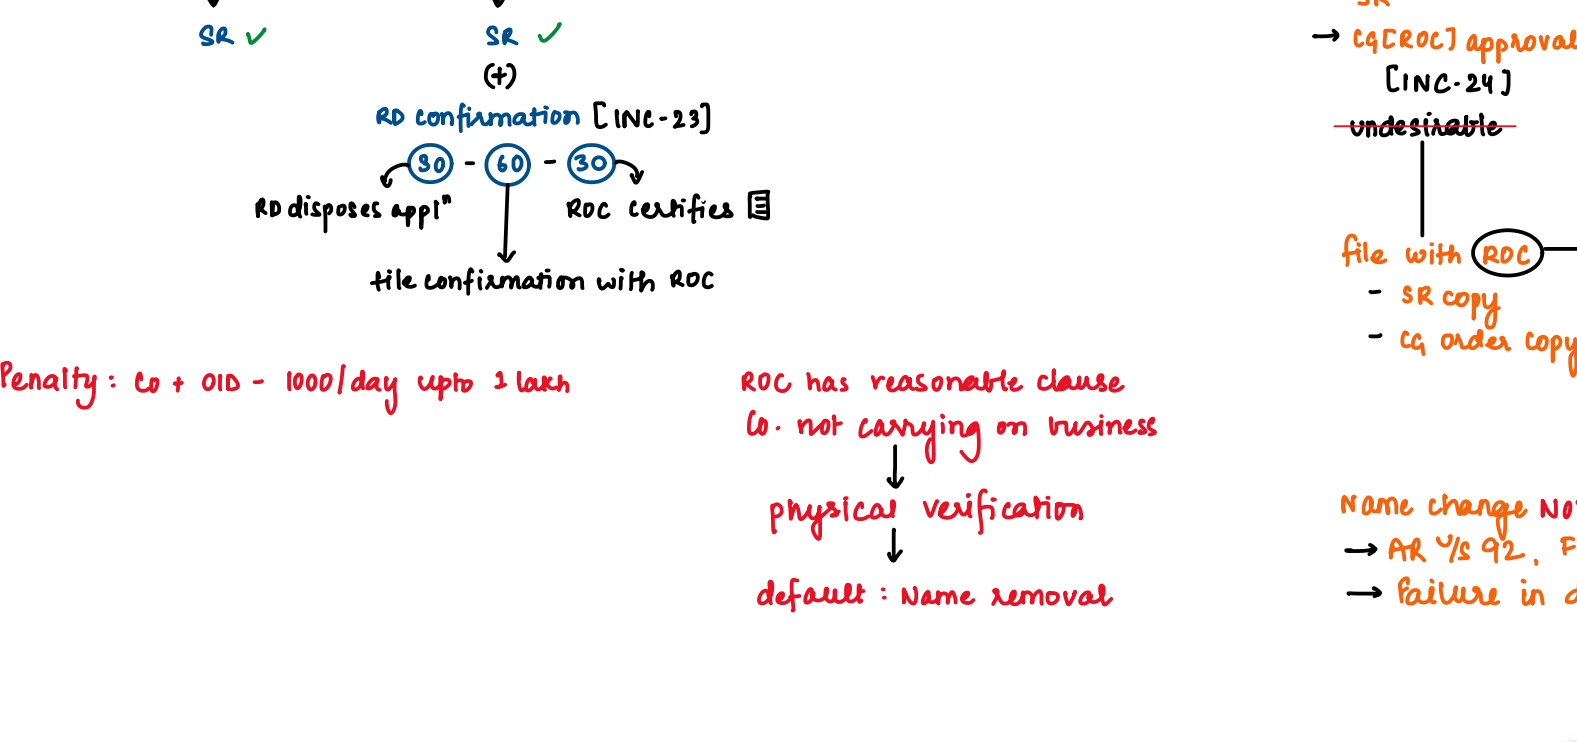 SR ✓
SR ✓
(+)
RD confirmation [INC-23]
30 - 60 - 30
RD disposes applⁿ
ROC certifies
file confirmation with ROC
Penalty: Co + OID - 1000/day upto 1 lakh
ROC has reasonable clause
Co. not carrying on business
physical verification
default : Name removal
SR
→ CG[ROC] approval
[INC-24]
undesirable
file with ROC
- SR copy
- CG order copy
Name change
→ AR u/s 92,
→ Failure in